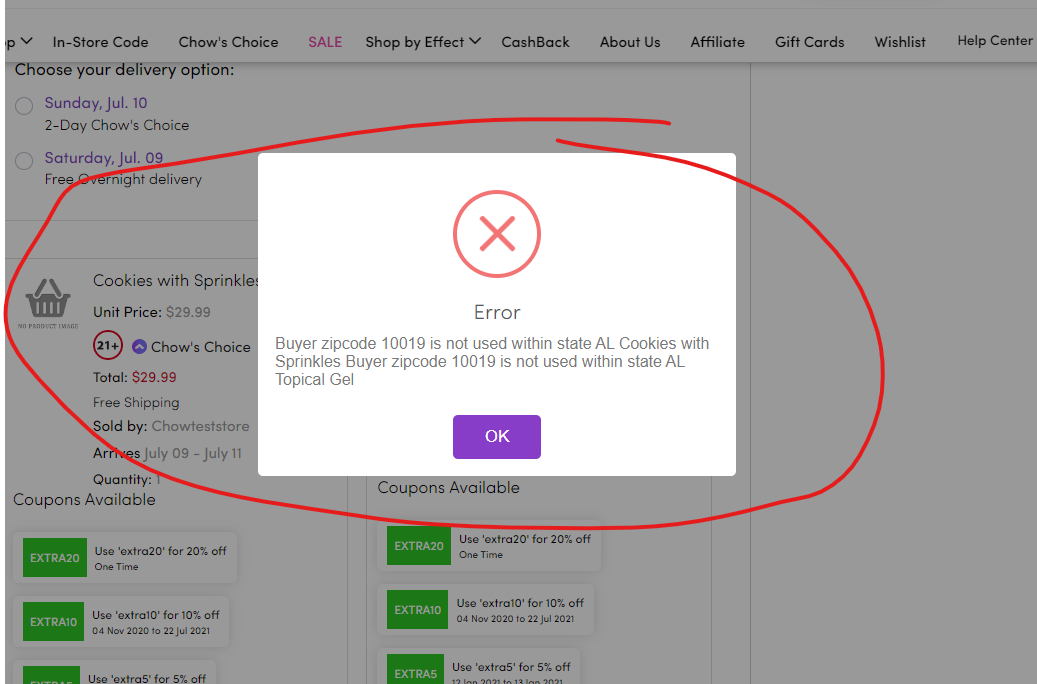 In-Store Code Chow's Choice SALE Shop by Effect CashBack About Us Affiliate Gift Cards Wishlist Help Center
Choose your delivery option:
Sunday, Jul. 10
2-Day Chow's Choice
Saturday, Jul. 09
Free Overnight delivery
NO PRODUCT IMAGE
Cookies with Sprinkles
Unit Price: $29.99
21+ Chow's Choice
Total: $29.99
Free Shipping
Sold by: Chowteststore
Arrives July 09 - July 11
Quantity: 1
Error
Buyer zipcode 10019 is not used within state AL Cookies with
Sprinkles Buyer zipcode 10019 is not used within state AL
Topical Gel
OK
Coupons Available
EXTRA20 Use 'extra20' for 20% off
One Time
EXTRA10 Use 'extra10' for 10% off
04 Nov 2020 to 22 Jul 2021
EXTRA5 Use 'extra5' for 5% off
Coupons Available
EXTRA20 Use 'extra20' for 20% off
One Time
EXTRA10 Use 'extra10' for 10% off
04 Nov 2020 to 22 Jul 2021
EXTRA5 Use 'extra5' for 5% off
12 Jan 2021 to 13 Jan 2021